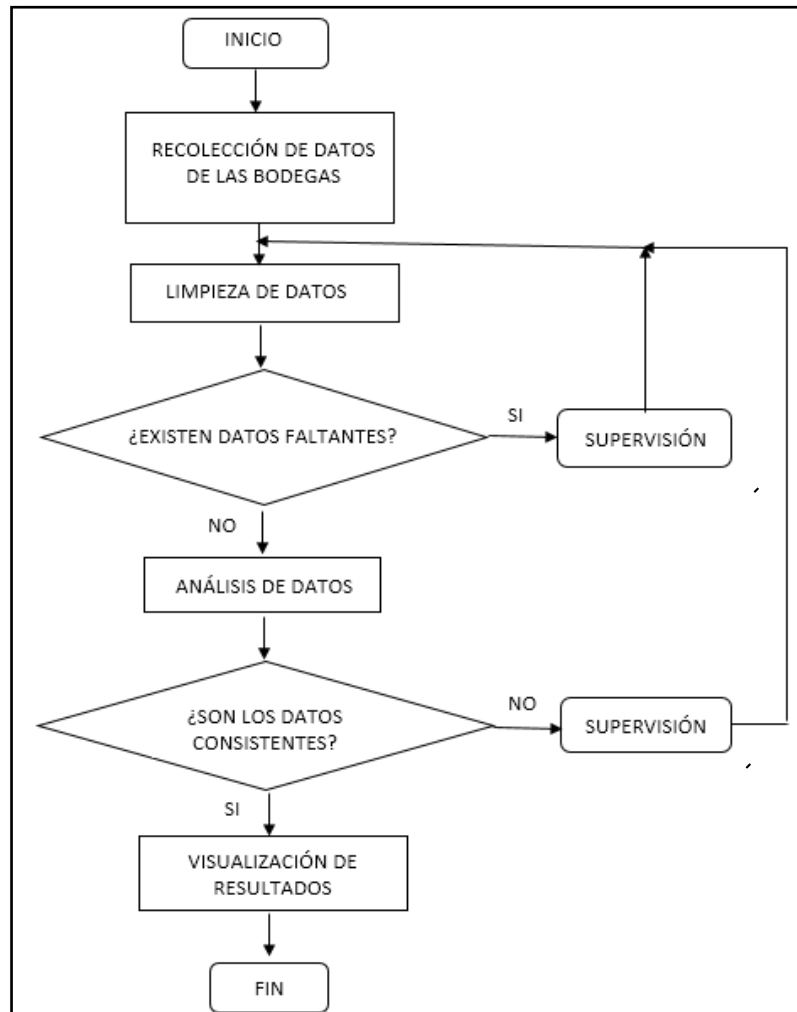 INICIO
RECOLECCIÓN DE DATOS
DE LAS BODEGAS
LIMPIEZA DE DATOS
¿EXISTEN DATOS FALTANTES?
SI
SUPERVISIÓN
NO
ANÁLISIS DE DATOS
¿SON LOS DATOS
CONSISTENTES?
NO
SUPERVISIÓN
SI
VISUALIZACIÓN DE
RESULTADOS
FIN